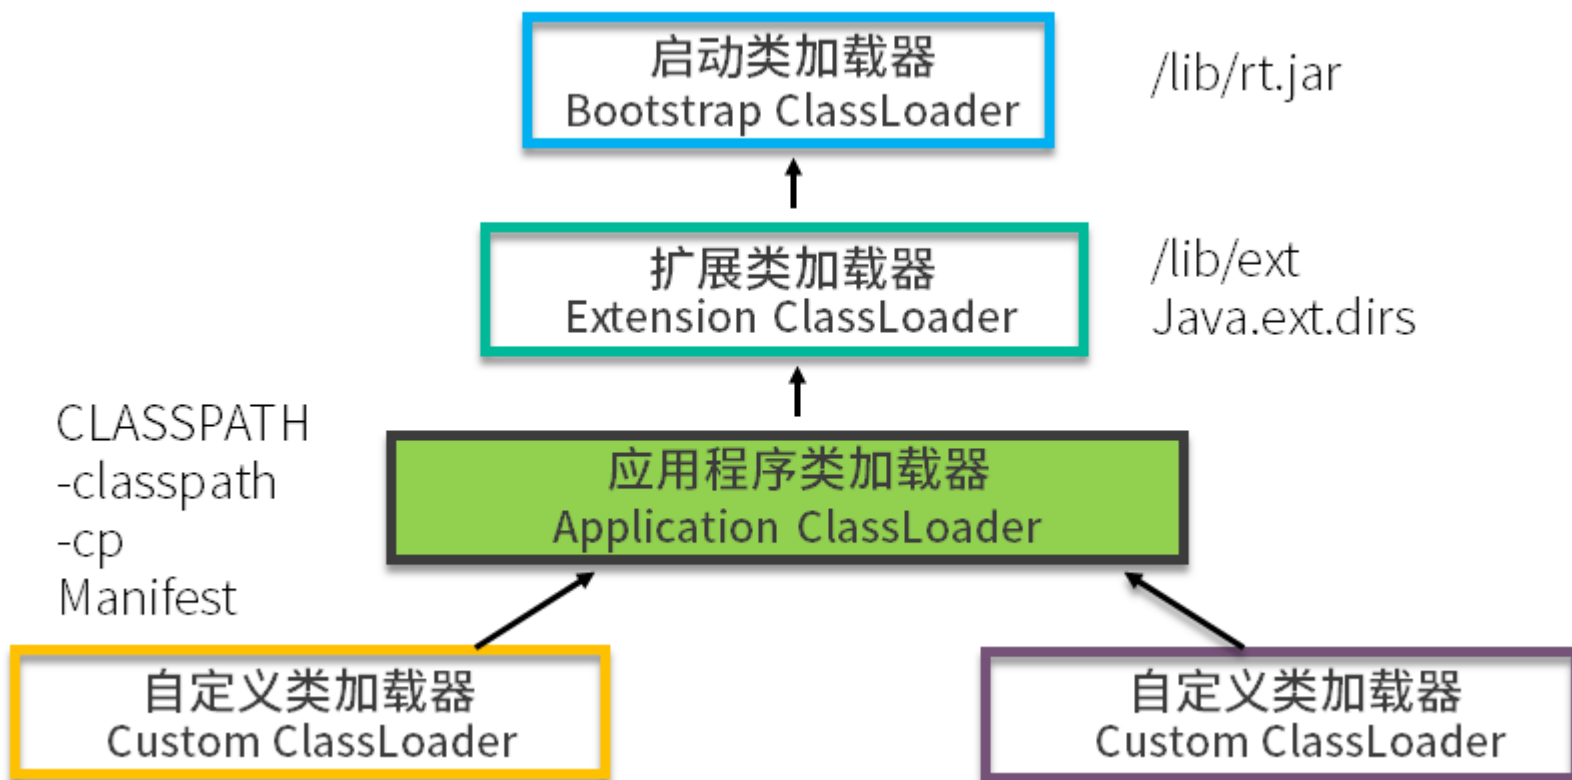 启动类加载器
Bootstrap ClassLoader
/lib/rt.jar
扩展类加载器
Extension ClassLoader
/lib/ext
Java.ext.dirs
CLASSPATH
-classpath
-cp
Manifest
应用程序类加载器
Application ClassLoader
自定义类加载器
Custom ClassLoader
自定义类加载器
Custom ClassLoader